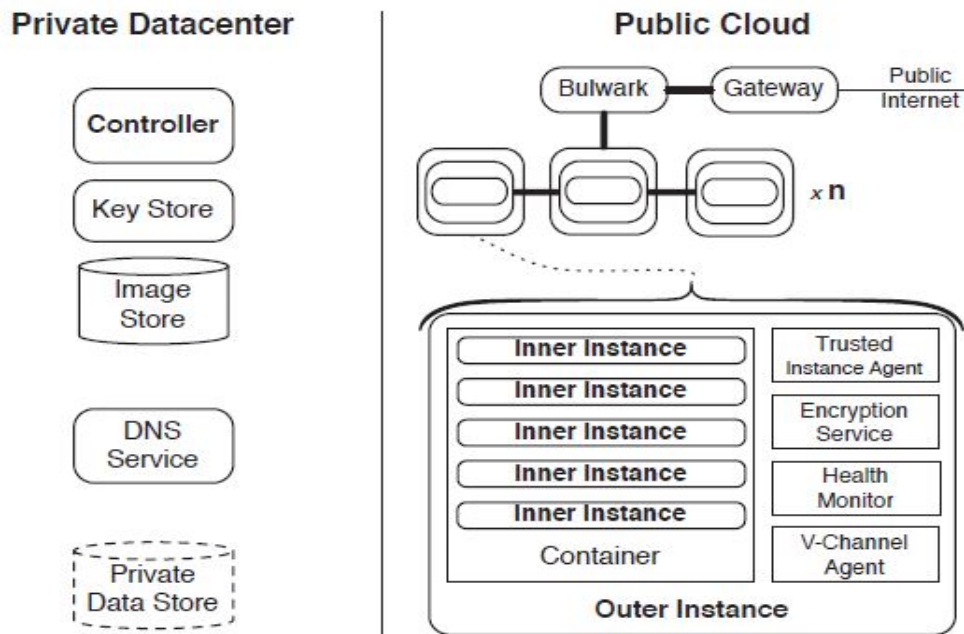 Private Datacenter
Controller
Key Store
Image
Store
DNS
Service
Private
Data Store
Public Cloud
Bulwark
Gateway
Public
Internet
x n
Inner Instance
Inner Instance
Inner Instance
Inner Instance
Inner Instance
Container
Trusted
Instance Agent
Encryption
Service
Health
Monitor
V-Channel
Agent
Outer Instance